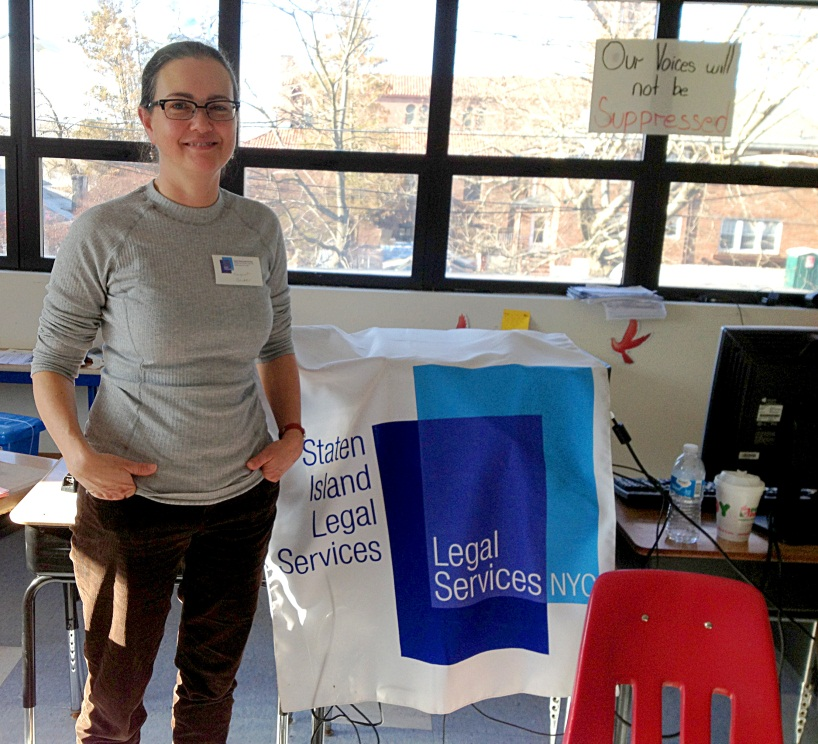 Our Voices will
not be
Suppressed
Staten
Island
Legal
Services
Legal
Services NYC